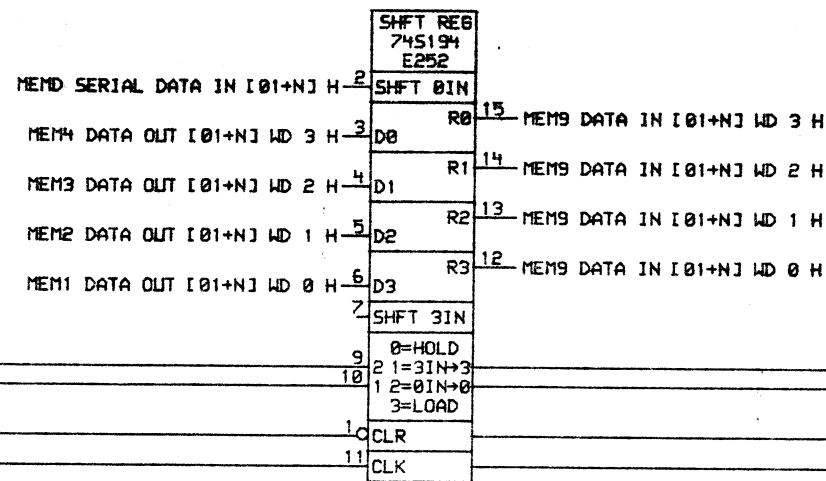 SHFT REG
74S194
E252
MEMD SERIAL DATA IN [01+N] H 2 SHFT 0IN
R0 15 MEM9 DATA IN [01+N] WD 3 H
MEM4 DATA OUT [01+N] WD 3 H 3 D0
R1 14 MEM9 DATA IN [01+N] WD 2 H
MEM3 DATA OUT [01+N] WD 2 H 4 D1
R2 13 MEM9 DATA IN [01+N] WD 1 H
MEM2 DATA OUT [01+N] WD 1 H 5 D2
R3 12 MEM9 DATA IN [01+N] WD 0 H
MEM1 DATA OUT [01+N] WD 0 H 6 D3
7 SHFT 3IN
0=HOLD
9 2 1=3IN→3
10 1 2=0IN→0
3=LOAD
1 CLR
11 CLK